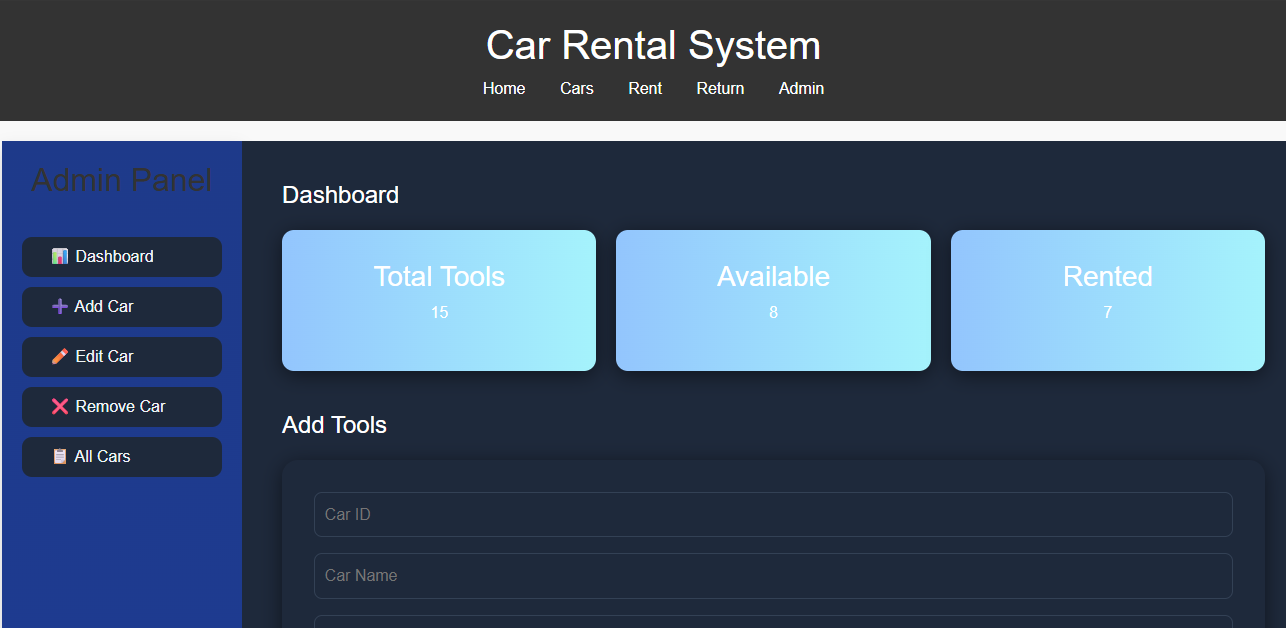 Car Rental System
Home Cars Rent Return Admin
Admin Panel
Dashboard
Add Car
Edit Car
Remove Car
All Cars
Dashboard
Total Tools
15
Available
8
Rented
7
Add Tools
Car ID
Car Name